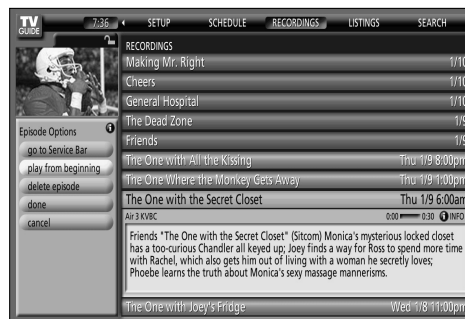 TV
GUIDE
7:36 SETUP SCHEDULE RECORDINGS LISTINGS SEARCH
RECORDINGS
Making Mr. Right 1/10
Cheers 1/10
General Hospital 1/10
The Dead Zone 1/9
Friends 1/9
The One with All the Kissing Thu 1/9 8:00pm
The One Where the Monkey Gets Away Thu 1/9 1:00pm
The One with the Secret Closet Thu 1/9 6:00am
Air 3 KVBC 0:00 0:30 INFO
Friends "The One with the Secret Closet" (Sitcom) Monica's mysterious locked closet
has a too-curious Chandler all keyed up; Joey finds a way for Ross to spend more time
with Rachel, which also gets him out of living with a woman he secretly loves;
Phoebe learns the truth about Monica's sexy massage mannerisms.
The One with Joey's Fridge Wed 1/8 11:00pm
Episode Options
go to Service Bar
play from beginning
delete episode
done
cancel